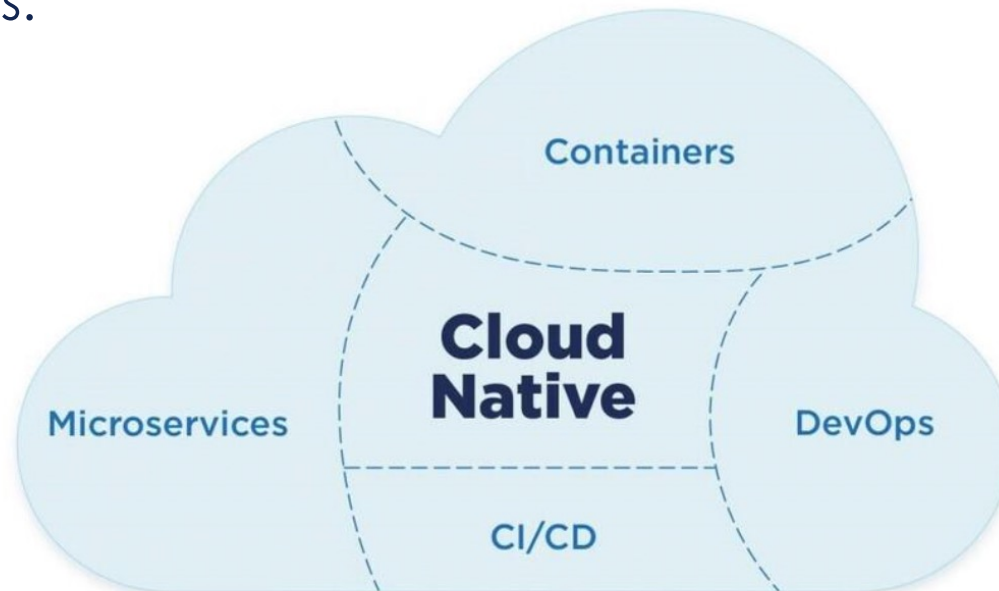 s.
Containers
Cloud
Native
Microservices
DevOps
CI/CD